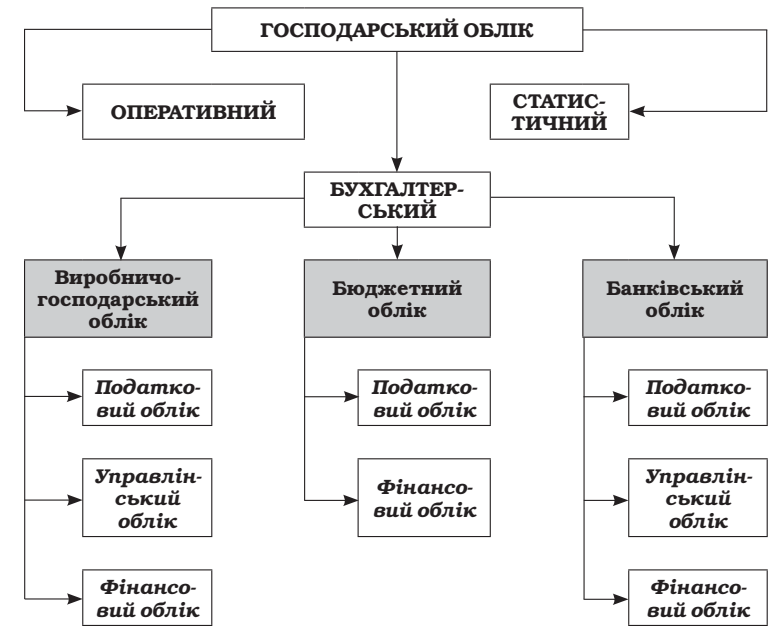 ГОСПОДАРСЬКИЙ ОБЛІК
ОПЕРАТИВНИЙ
СТАТИС-
ТИЧНИЙ
БУХГАЛТЕР-
СЬКИЙ
Виробничо-
господарський
облік
Бюджетний
облік
Банківський
облік
Податко-
вий облік
Податко-
вий облік
Податко-
вий облік
Управлін-
ський
облік
Фінансо-
вий облік
Управлін-
ський
облік
Фінансо-
вий облік
Фінансо-
вий облік